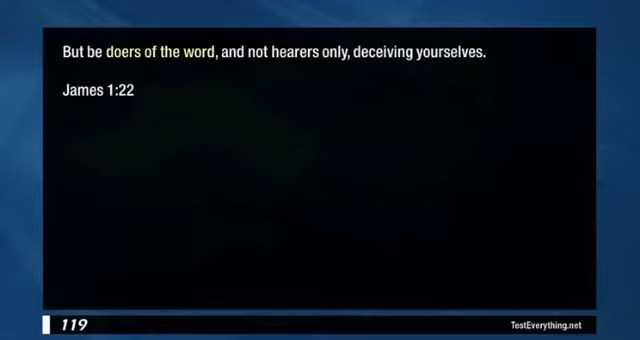 But be doers of the word, and not hearers only, deceiving yourselves.
James 1:22
119
TestEverything.net